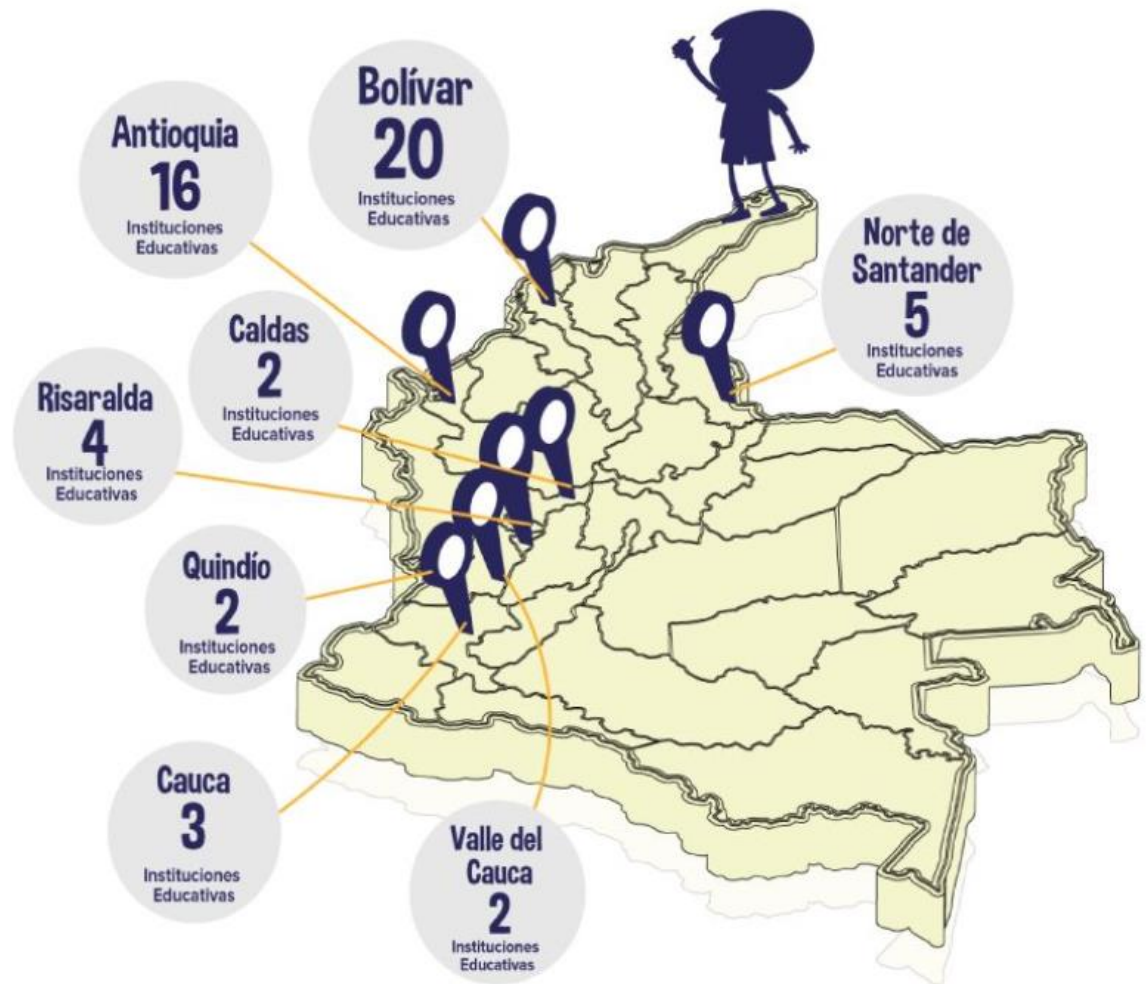 Bolívar
20
Instituciones
Educativas
Antioquia
16
Instituciones
Educativas
Norte de
Santander
5
Instituciones
Educativas
Caldas
2
Instituciones
Educativas
Risaralda
4
Instituciones
Educativas
Quindío
2
Instituciones
Educativas
Cauca
3
Instituciones
Educativas
Valle del
Cauca
2
Instituciones
Educativas